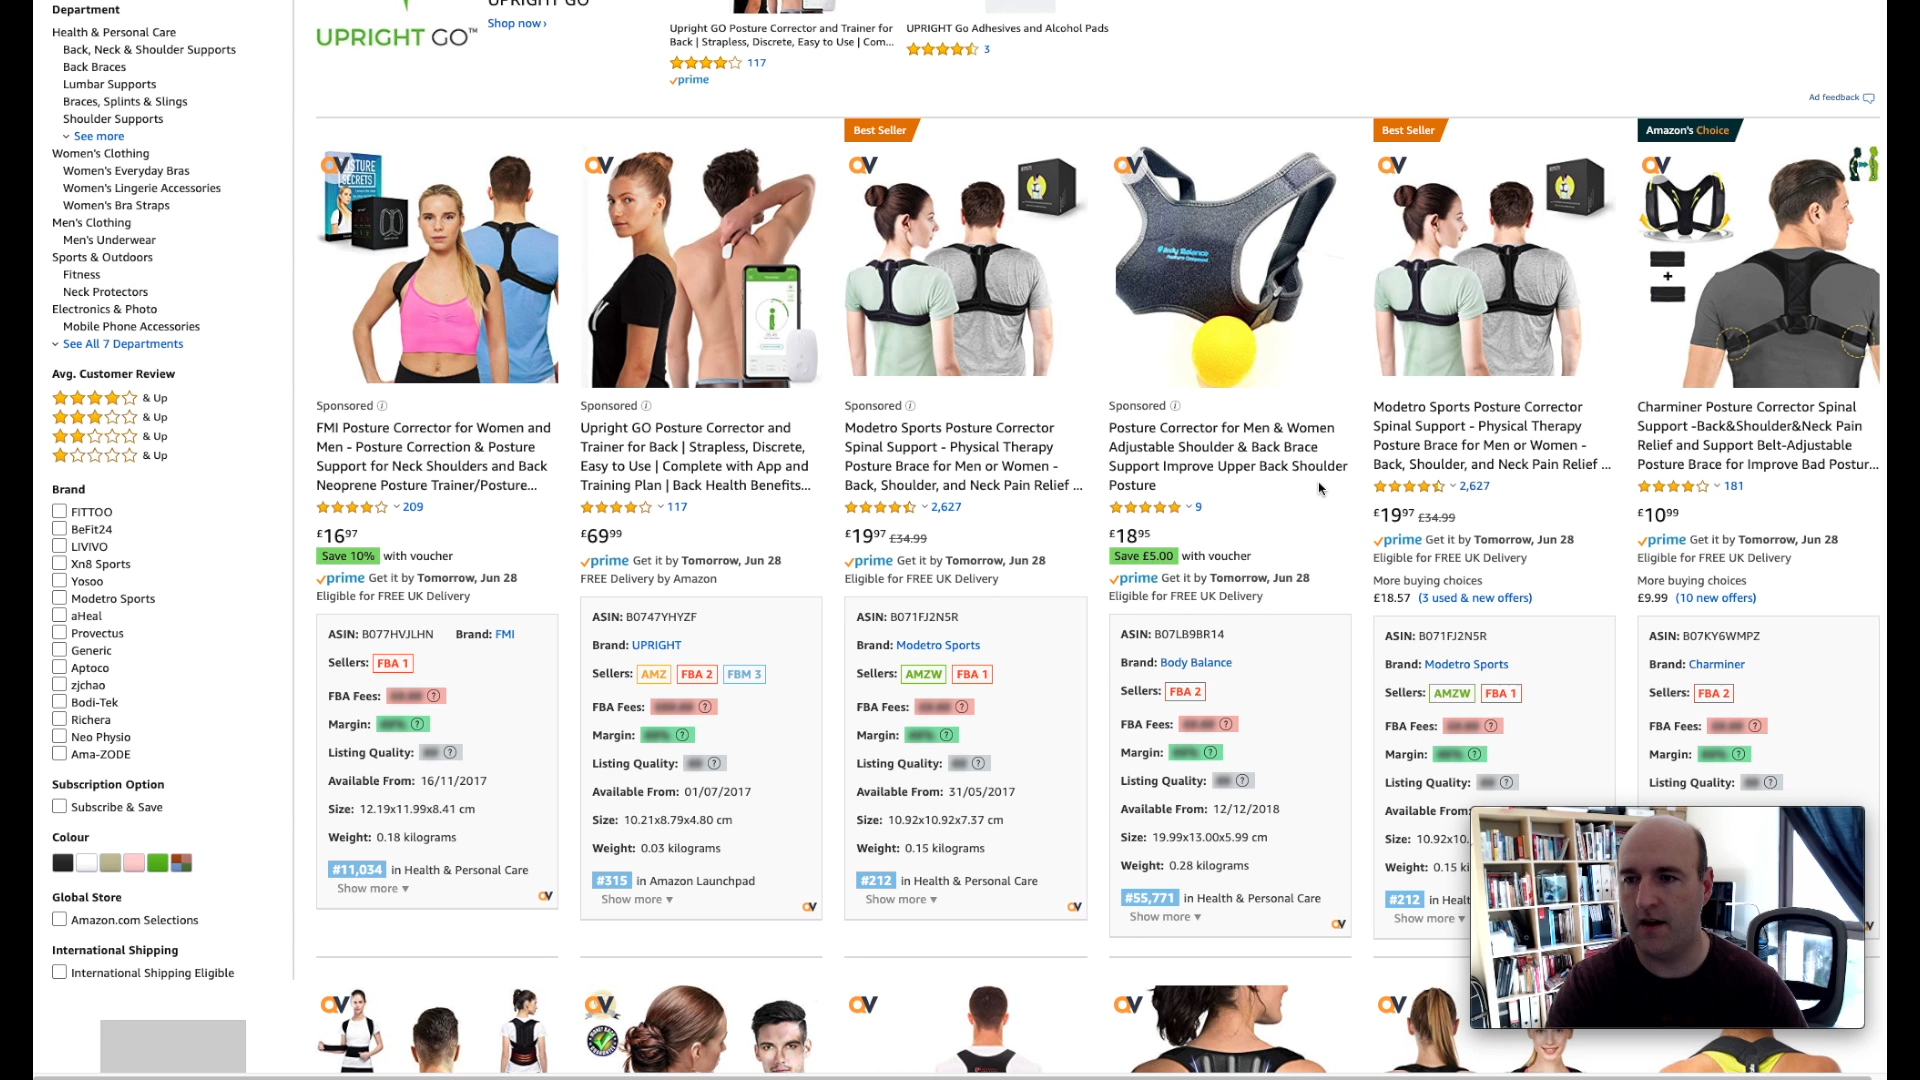 Department
Health & Personal Care
Back, Neck & Shoulder Supports
Back Braces
Lumbar Supports
Braces, Splints & Slings
Shoulder Supports
See more
Women's Clothing
Women's Everyday Bras
Women's Lingerie Accessories
Women's Bra Straps
Men's Clothing
Men's Underwear
Sports & Outdoors
Fitness
Neck Protectors
Electronics & Photo
Mobile Phone Accessories
See All 7 Departments
Avg. Customer Review
& Up
& Up
& Up
& Up
Brand
FITTOO
BeFit24
LIVIVO
Xn8 Sports
Yosoo
Modetro Sports
aHeal
Provectus
Generic
Aptoco
zjchao
Bodi-Tek
Richera
Neo Physio
Ama-ZODE
Subscription Option
Subscribe & Save
Colour
Global Store
Amazon.com Selections
International Shipping
International Shipping Eligible
UPRIGHT GO™
UPRIGHT GO
Shop now ›
Upright GO Posture Corrector and Trainer for
Back | Strapless, Discrete, Easy to Use | Com...
117
prime
UPRIGHT Go Adhesives and Alcohol Pads
3
Ad feedback
Sponsored
FMI Posture Corrector for Women and
Men - Posture Correction & Posture
Support for Neck Shoulders and Back
Neoprene Posture Trainer/Posture...
209
£16 97
Save 10% with voucher
prime Get it by Tomorrow, Jun 28
Eligible for FREE UK Delivery
ASIN: B077HVJLHN Brand: FMI
Sellers: FBA 1
FBA Fees:
Margin:
Listing Quality:
Available From: 16/11/2017
Size: 12.19x11.99x8.41 cm
Weight: 0.18 kilograms
#11,034 in Health & Personal Care
Show more ▼
Sponsored
Upright GO Posture Corrector and
Trainer for Back | Strapless, Discrete,
Easy to Use | Complete with App and
Training Plan | Back Health Benefits...
117
£69 99
prime Get it by Tomorrow, Jun 28
FREE Delivery by Amazon
ASIN: B0747YHYZF
Brand: UPRIGHT
Sellers: AMZ FBA 2 FBM 3
FBA Fees:
Margin:
Listing Quality:
Available From: 01/07/2017
Size: 10.21x8.79x4.80 cm
Weight: 0.03 kilograms
#315 in Amazon Launchpad
Show more ▼
Best Seller
Sponsored
Modetro Sports Posture Corrector
Spinal Support - Physical Therapy
Posture Brace for Men or Women -
Back, Shoulder, and Neck Pain Relief ...
2,627
£19 97 £34.99
prime Get it by Tomorrow, Jun 28
Eligible for FREE UK Delivery
ASIN: B071FJ2N5R
Brand: Modetro Sports
Sellers: AMZW FBA 1
FBA Fees:
Margin:
Listing Quality:
Available From: 31/05/2017
Size: 10.92x10.92x7.37 cm
Weight: 0.15 kilograms
#212 in Health & Personal Care
Show more ▼
Body Balance
Sponsored
Posture Corrector for Men & Women
Adjustable Shoulder & Back Brace
Support Improve Upper Back Shoulder
Posture
9
£18 95
Save £5.00 with voucher
prime Get it by Tomorrow, Jun 28
Eligible for FREE UK Delivery
ASIN: B07LB9BR14
Brand: Body Balance
Sellers: FBA 2
FBA Fees:
Margin:
Listing Quality:
Available From: 12/12/2018
Size: 19.99x13.00x5.99 cm
Weight: 0.28 kilograms
#55,771 in Health & Personal Care
Show more ▼
Best Seller
Modetro Sports Posture Corrector
Spinal Support - Physical Therapy
Posture Brace for Men or Women -
Back, Shoulder, and Neck Pain Relief ...
2,627
£19 97 £34.99
prime Get it by Tomorrow, Jun 28
Eligible for FREE UK Delivery
More buying choices
£18.57 (3 used & new offers)
ASIN: B071FJ2N5R
Brand: Modetro Sports
Sellers: AMZW FBA 1
FBA Fees:
Margin:
Listing Quality:
Available From:
Size: 10.92x10.
Weight: 0.15 ki
#212 in Healt
Show more ▼
Amazon's Choice
Charminer Posture Corrector Spinal
Support -Back&Shoulder&Neck Pain
Relief and Support Belt-Adjustable
Posture Brace for Improve Bad Postur...
181
£10 99
prime Get it by Tomorrow, Jun 28
Eligible for FREE UK Delivery
More buying choices
£9.99 (10 new offers)
ASIN: B07KY6WMPZ
Brand: Charminer
Sellers: FBA 2
FBA Fees:
Margin:
Listing Quality: